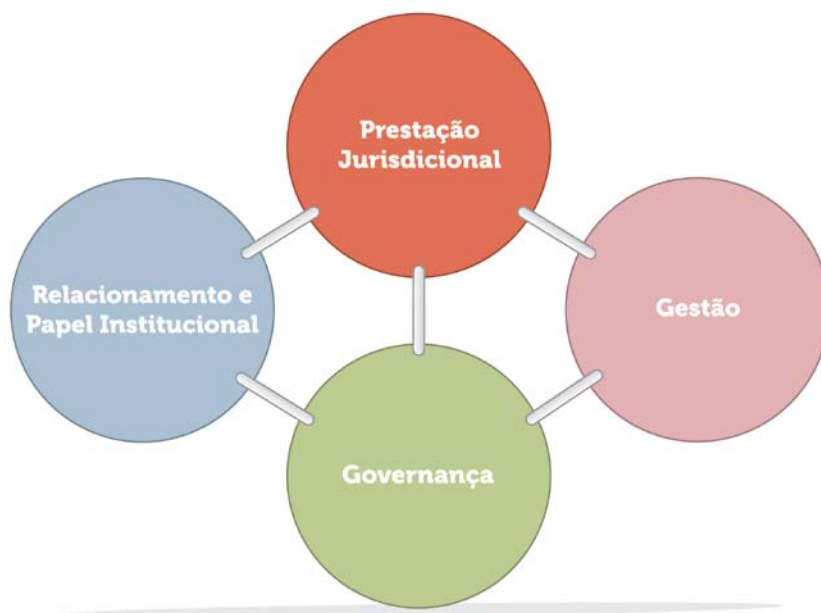 Prestação
Jurisdicional
Relacionamento e
Papel Institucional
Gestão
Governança